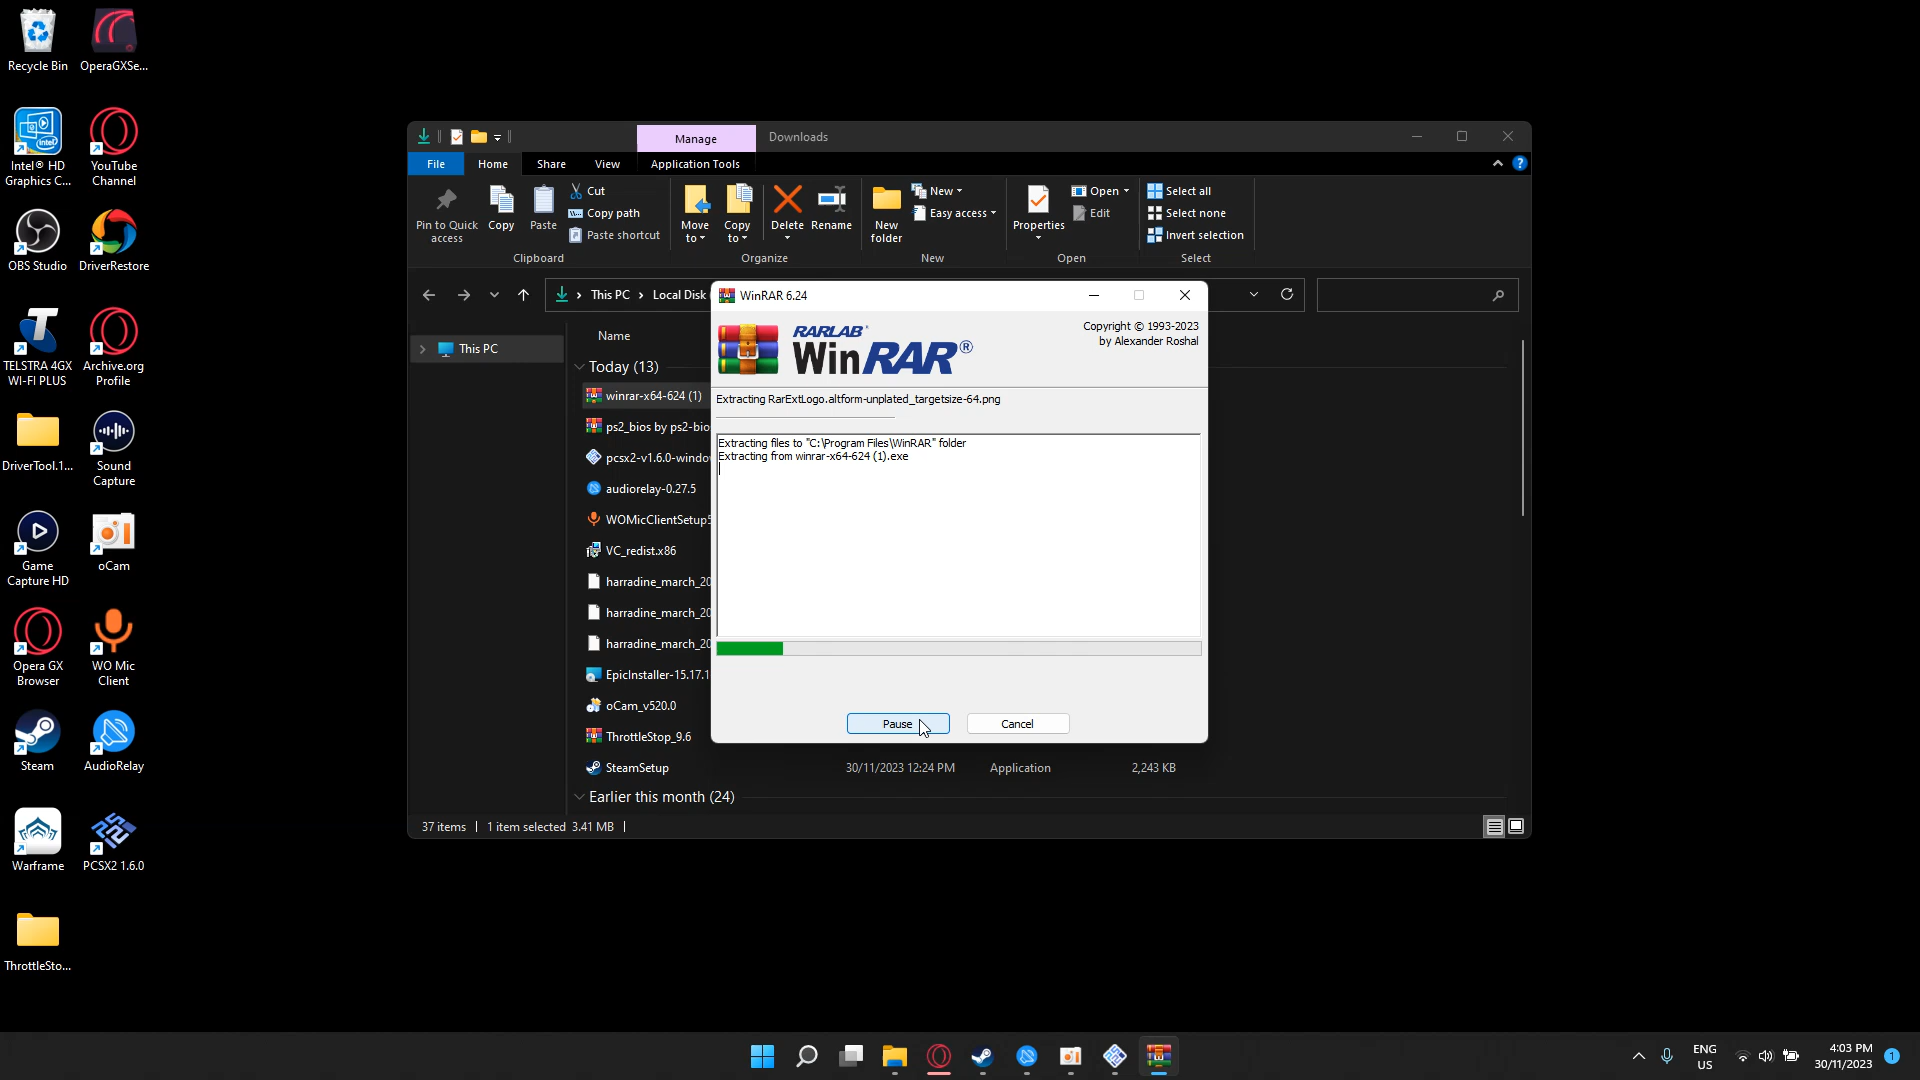 Recycle Bin
OperaGXSe...
Intel® HD
Graphics C...
YouTube
Channel
OBS Studio
DriverRestore
TELSTRA 4GX
WI-FI PLUS
Archive.org
Profile
DriverTool.1...
Sound
Capture
Game
Capture HD
oCam
Opera GX
Browser
WO Mic
Client
Steam
AudioRelay
Warframe
PCSX2 1.6.0
ThrottleSto...
Manage
Downloads
File
Home
Share
View
Application Tools
Pin to Quick
access
Copy
Paste
Cut
Copy path
Paste shortcut
Clipboard
Move
to
Copy
to
Delete
Rename
Organize
New
folder
New
Easy access
New
Properties
Open
Edit
Open
Select all
Select none
Invert selection
Select
This PC
Local Disk
This PC
Name
Today (13)
winrar-x64-624 (1)
ps2_bios by ps2-bio
pcsx2-v1.6.0-window
audiorelay-0.27.5
WOMicClientSetup5
VC_redist.x86
harradine_march_20
harradine_march_20
harradine_march_20
EpicInstaller-15.17.1
oCam_v520.0
ThrottleStop_9.6
SteamSetup 30/11/2023 12:24 PM Application 2,243 KB
Earlier this month (24)
37 items 1 item selected 3.41 MB
WinRAR 6.24
RARLAB
WinRAR®
Copyright © 1993-2023
by Alexander Roshal
Extracting RarExtLogo.altform-unplated_targetsize-64.png
Extracting files to "C:\Program Files\WinRAR" folder
Extracting from winrar-x64-624 (1).exe
Pause
Cancel
ENG
US
4:03 PM
30/11/2023
1